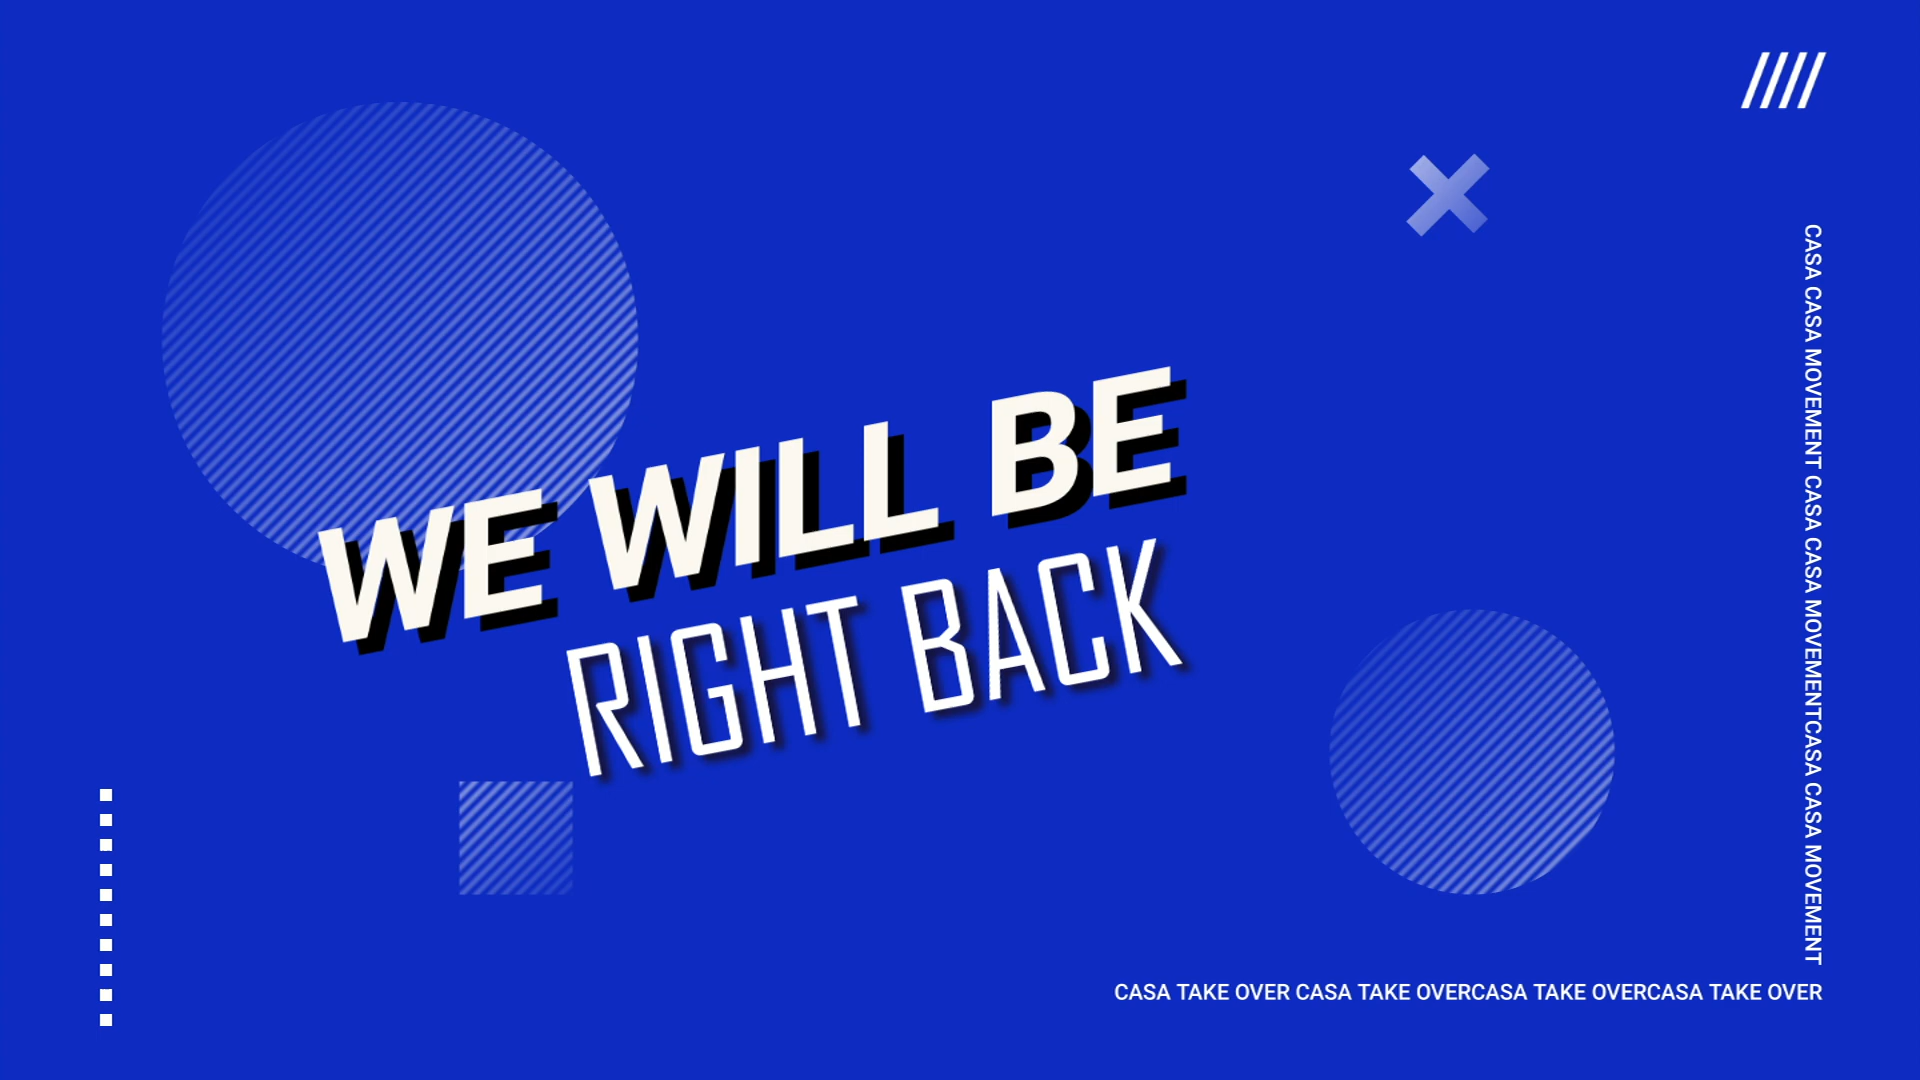 WE WILL BE
RIGHT BACK
CASA CASA MOVEMENT CASA CASA MOVEMENTCASA CASA MOVEMENT
CASA TAKE OVER CASA TAKE OVERCASA TAKE OVERCASA TAKE OVER